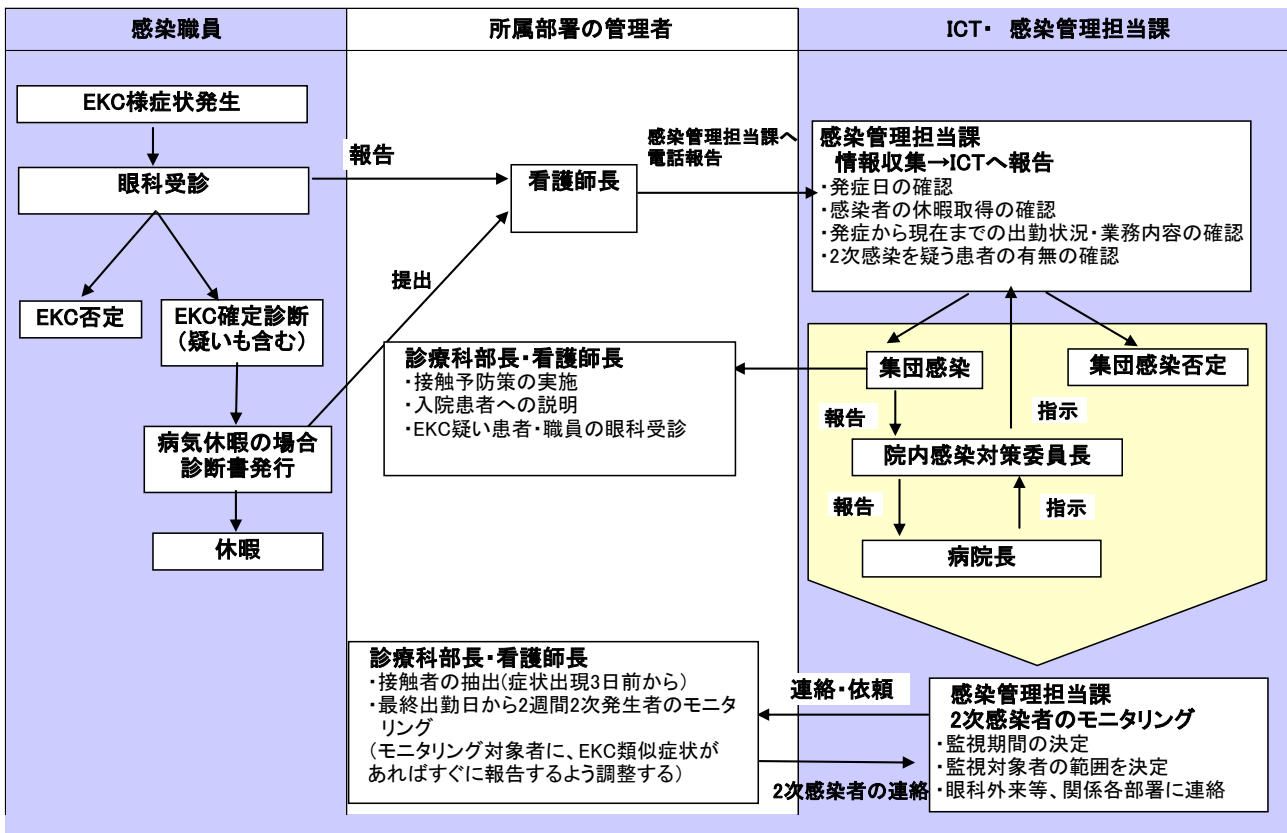 感染職員
所属部署の管理者
ICT・ 感染管理担当課
EKC様症状発生
眼科受診
報告
EKC否定
EKC確定診断
(疑いも含む)
病気休暇の場合
診断書発行
休暇
提出
看護師長
感染管理担当課へ
電話報告
感染管理担当課
情報収集→ICTへ報告
・発症日の確認
・感染者の休暇取得の確認
・発症から現在までの出勤状況・業務内容の確認
・2次感染を疑う患者の有無の確認
診療科部長・看護師長
・接触予防策の実施
・入院患者への説明
・EKC疑い患者・職員の眼科受診
集団感染
集団感染否定
報告
指示
院内感染対策委員長
報告
指示
病院長
診療科部長・看護師長
・接触者の抽出(症状出現3日前から)
・最終出勤日から2週間2次発生者のモニタ
リング
(モニタリング対象者に、EKC類似症状が
あればすぐに報告するよう調整する)
連絡・依頼
2次感染者の連絡
感染管理担当課
2次感染者のモニタリング
・監視期間の決定
・監視対象者の範囲を決定
・眼科外来等、関係各部署に連絡